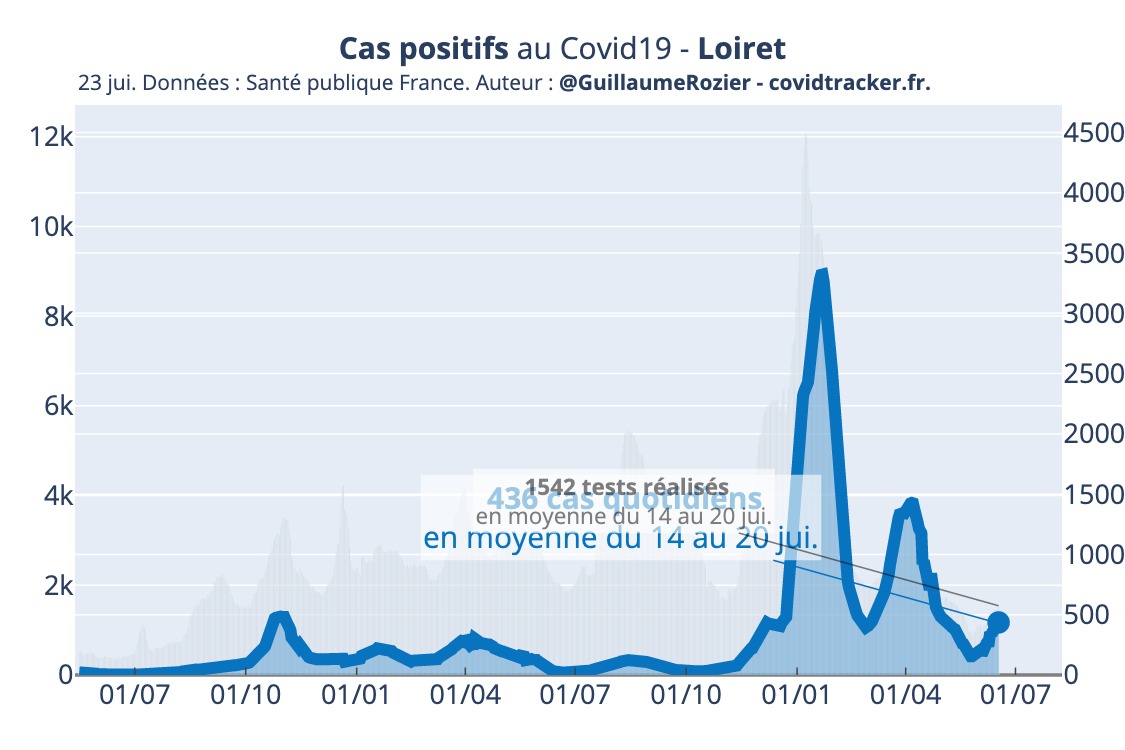 Cas positifs au Covid19 - Loiret
23 jui. Données : Santé publique France. Auteur : @GuillaumeRozier - covidtracker.fr.
12k
10k
8k
6k
4k
2k
0
4500
4000
3500
3000
2500
2000
1500
1000
500
0
1542 tests réalisés
en moyenne du 14 au 20 jui.
436 cas quotidiens
en moyenne du 14 au 20 jui.
01/07
01/10
01/01
01/04
01/07
01/10
01/01
01/04
01/07